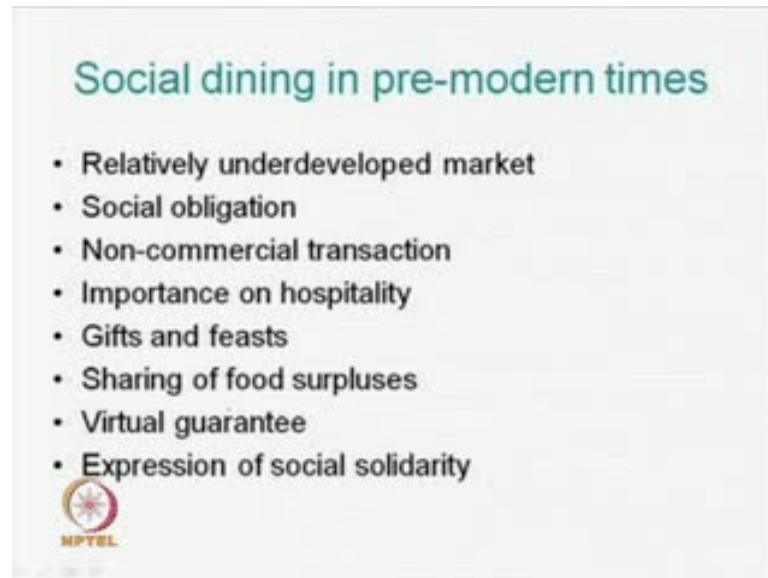 Social dining in pre-modern times
• Relatively underdeveloped market
• Social obligation
• Non-commercial transaction
• Importance on hospitality
• Gifts and feasts
• Sharing of food surpluses
• Virtual guarantee
• Expression of social solidarity
NPTEL